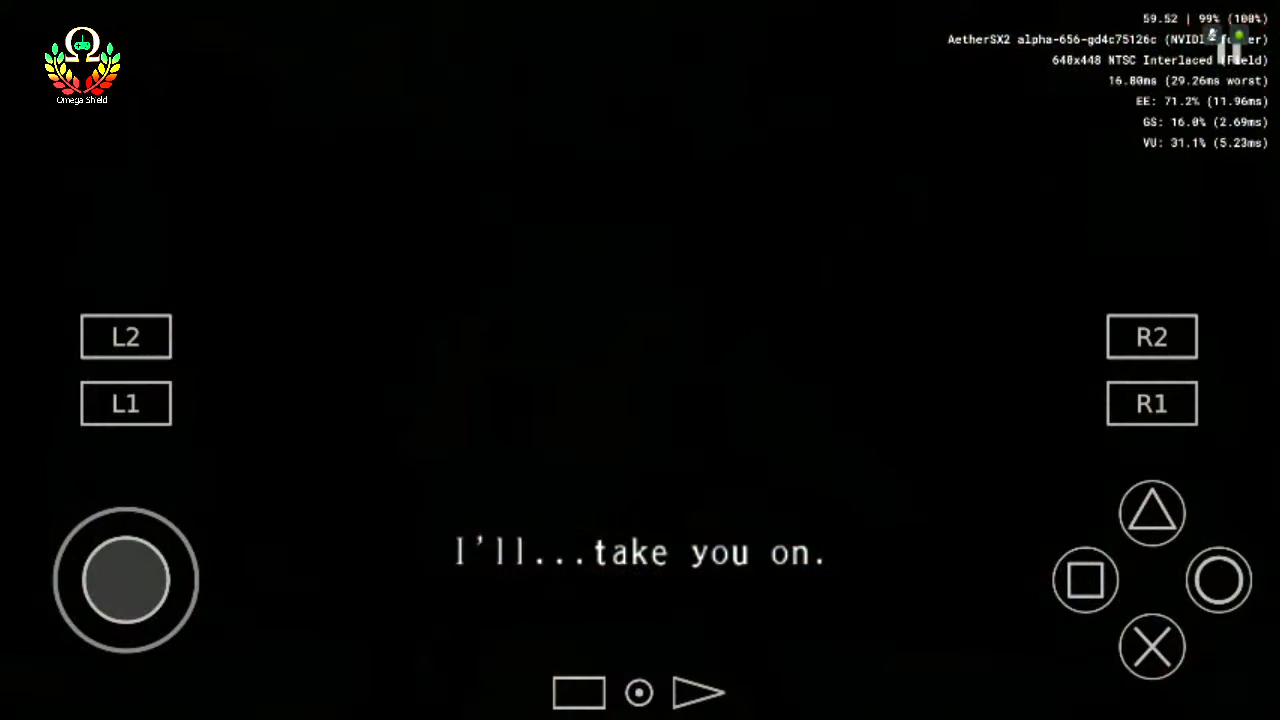 Ω
Omega Shield
59.52 | 99% (100%)
AetherSX2 alpha-656-gd4c75126c
640x448 NTSC Interlaced
16.80ms (29.26ms worst)
EE: 71.2% (11.96ms)
GS: 16.0% (2.69ms)
VU: 31.1% (5.23ms)
L2
R2
L1
R1
I'll...take you on.